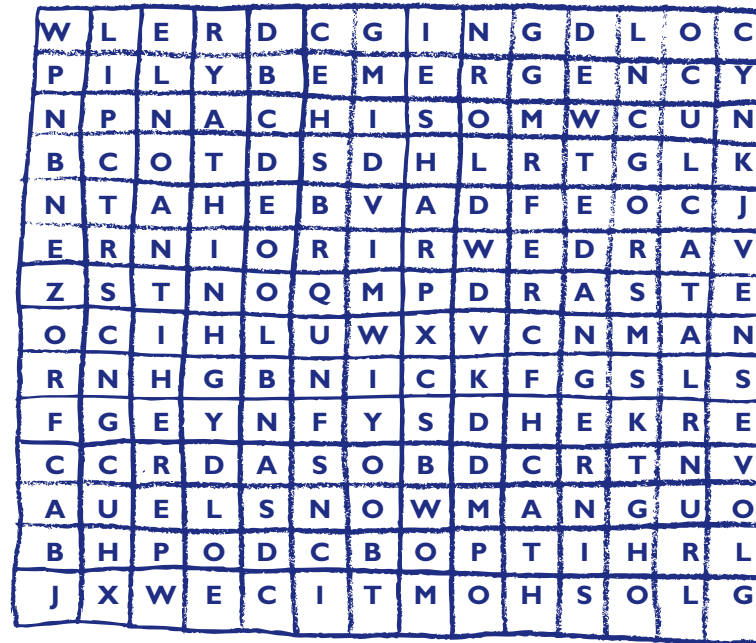 W L E R D C G I N G D L O C
P I L Y B E M E R G E N C Y
N P N A C H I S O M W C U N
B C O T D S D H L R T G L K
N T A H E B V A D F E O C J
E R N I O R I R W E D R A V
Z S T N O Q M P D R A S T E
O C I H L U W X V C N M A N
R N H G B N I C K F G S L S
F G E Y N F Y S D H E K R E
C C R D A S O B D C R T N V
A U E L S N O W M A N G U O
B H P O D C B O P T I H R L
J X W E C I T M O H S O L G